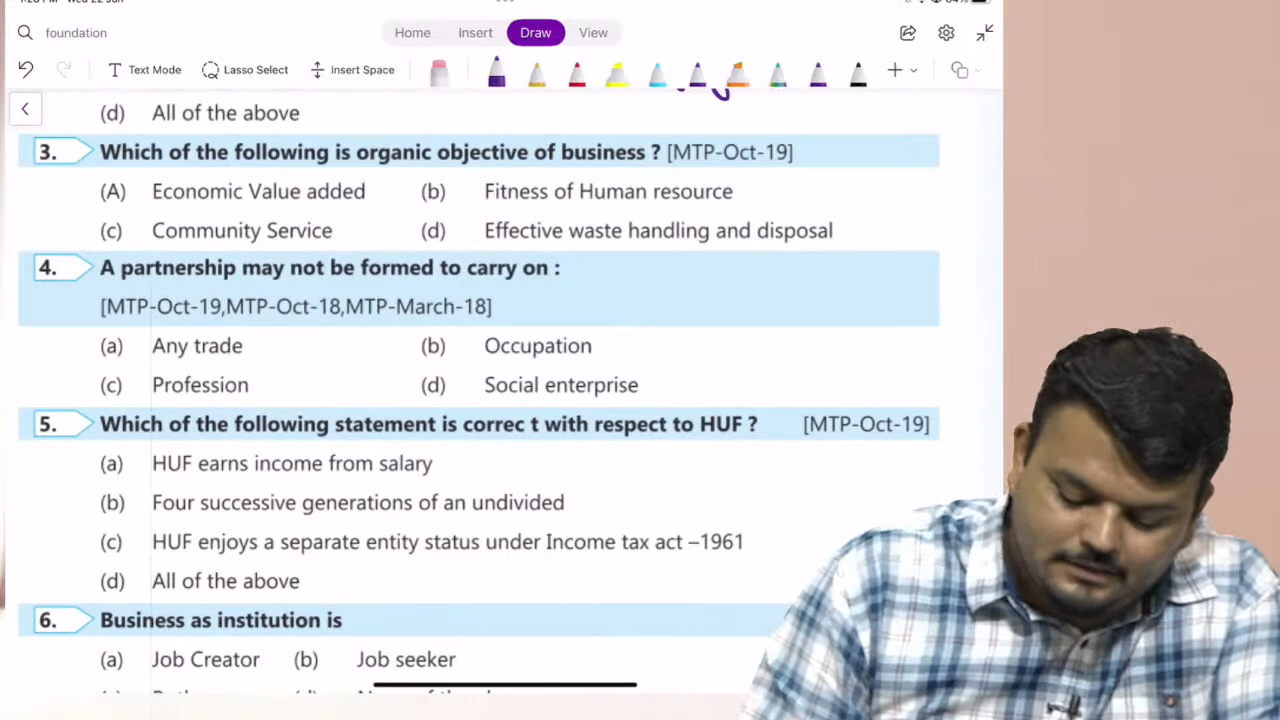 foundation
Home Insert Draw View
Text Mode Lasso Select Insert Space
(d) All of the above
3. Which of the following is organic objective of business ? [MTP-Oct-19]
(A) Economic Value added (b) Fitness of Human resource
(c) Community Service (d) Effective waste handling and disposal
4. A partnership may not be formed to carry on :
[MTP-Oct-19,MTP-Oct-18,MTP-March-18]
(a) Any trade (b) Occupation
(c) Profession (d) Social enterprise
5. Which of the following statement is correc t with respect to HUF ? [MTP-Oct-19]
(a) HUF earns income from salary
(b) Four successive generations of an undivided
(c) HUF enjoys a separate entity status under Income tax act –1961
(d) All of the above
6. Business as institution is
(a) Job Creator (b) Job seeker